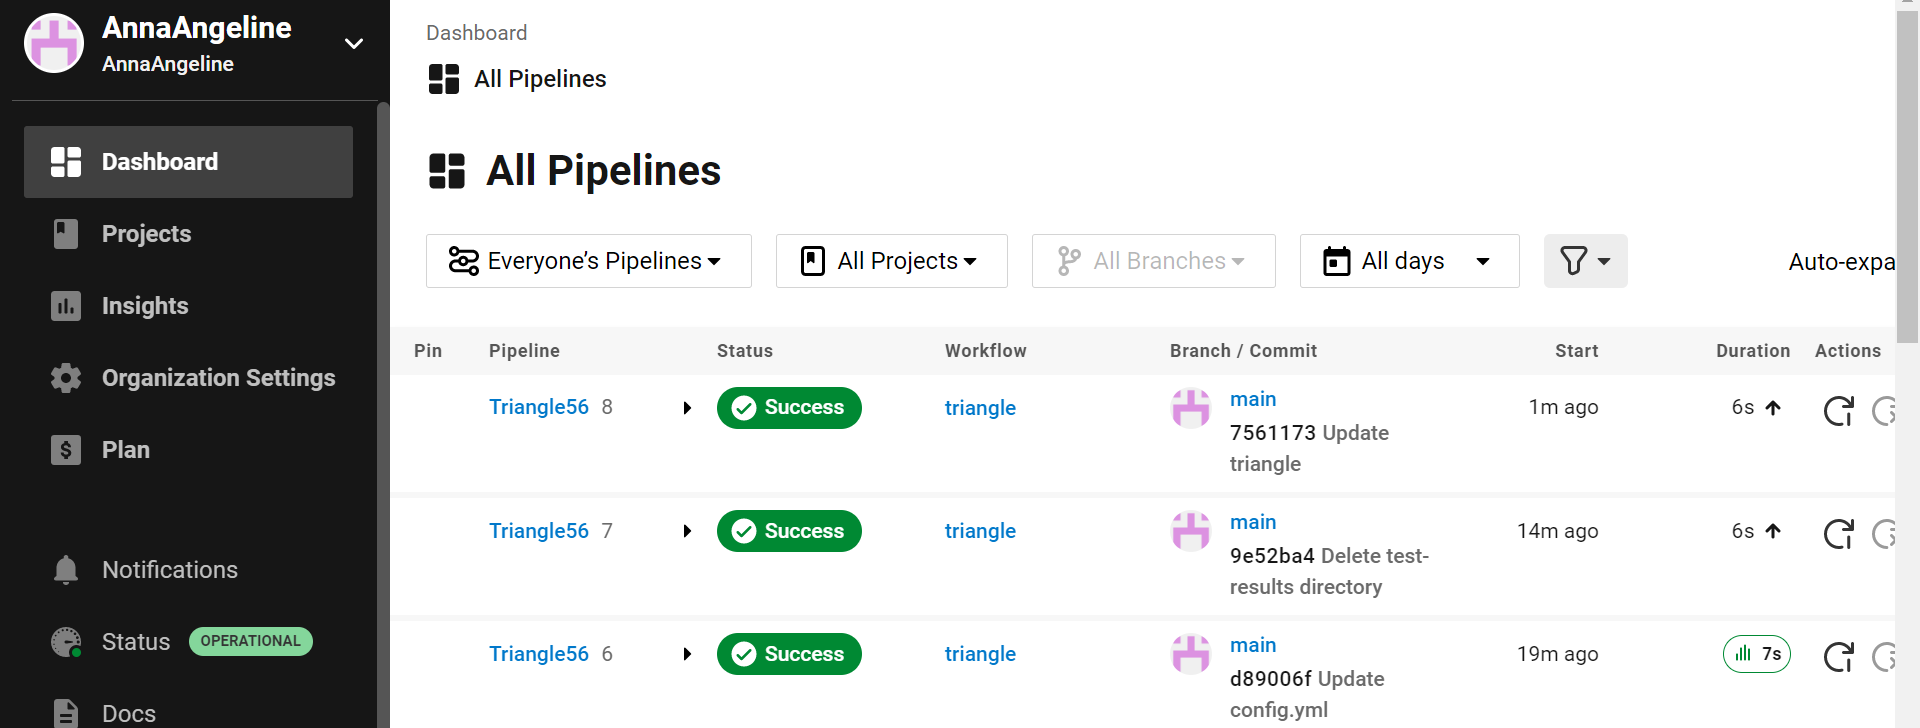 AnnaAngeline
AnnaAngeline
Dashboard
Projects
Insights
Organization Settings
Plan
Notifications
Status OPERATIONAL
Docs
Dashboard
All Pipelines
All Pipelines
Everyone’s Pipelines All Projects All Branches All days Auto-expa
Pin Pipeline Status Workflow Branch / Commit Start Duration Actions
Triangle56 8 Success triangle main 1m ago 6s
7561173 Update
triangle
Triangle56 7 Success triangle main 14m ago 6s
9e52ba4 Delete test-
results directory
Triangle56 6 Success triangle main 19m ago 7s
d89006f Update
config.yml